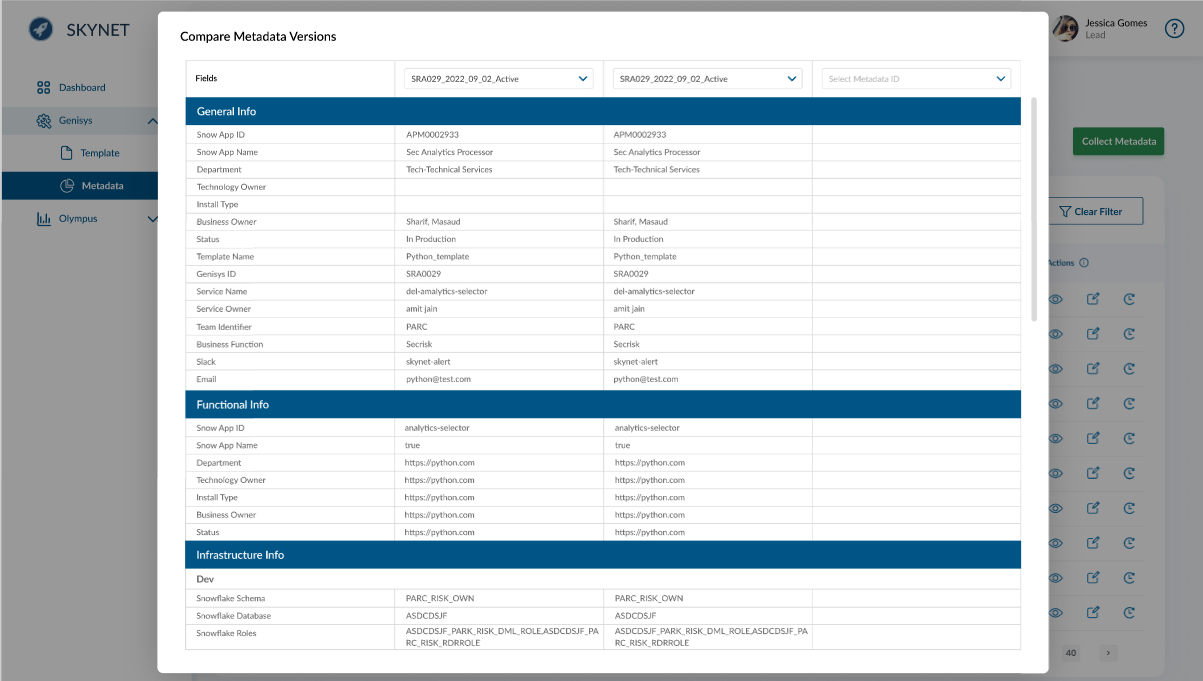 SKYNET
Compare Metadata Versions
Jessica Gomes
Lead
?
Dashboard
Genisys
Template
Metadata
Olympus
Collect Metadata
Clear Filter
Actions
Fields SRA029_2022_09_02_Active SRA029_2022_09_02_Active Select Metadata ID
General Info
Snow App ID APM0002933 APM0002933
Snow App Name Sec Analytics Processor Sec Analytics Processor
Department Tech-Technical Services Tech-Technical Services
Technology Owner
Install Type
Business Owner Sharif, Masaud Sharif, Masaud
Status In Production In Production
Template Name Python_template Python_template
Genisys ID SRA0029 SRA0029
Service Name del-amalytics-selector del-amalytics-selector
Service Owner amit jain amit jain
Team Identifier PARC PARC
Business Function Secrisk Secrisk
Slack skynet-alert skynet-alert
Email python@test.com python@test.com
Functional Info
Snow App ID analytics-selector analytics-selector
Snow App Name true true
Department https://python.com https://python.com
Technology Owner https://python.com https://python.com
Install Type https://python.com https://python.com
Business Owner https://python.com https://python.com
Status https://python.com https://python.com
Infrastructure Info
Dev
Snowflake Schema PARC_RISK_OWN PARC_RISK_OWN
Snowflake Database ASDCDSJF ASDCDSJF
Snowflake Roles ASDCDSJF_PARK_RISK_DML_ROLE,ASDCDSJF_PA ASDCDSJF_PARK_RISK_DML_ROLE,ASDCDSJF_PA
RC_RISK_RDRROLE RC_RISK_RDRROLE
40 >